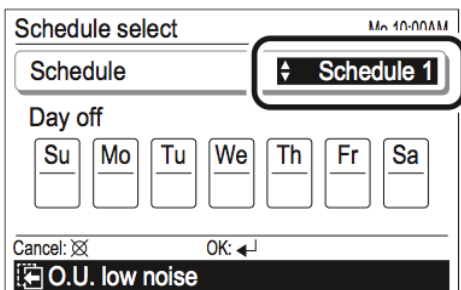 Schedule select Mo 10:00AM
Schedule Schedule 1
Day off
Su Mo Tu We Th Fr Sa
Cancel: OK:
O.U. low noise